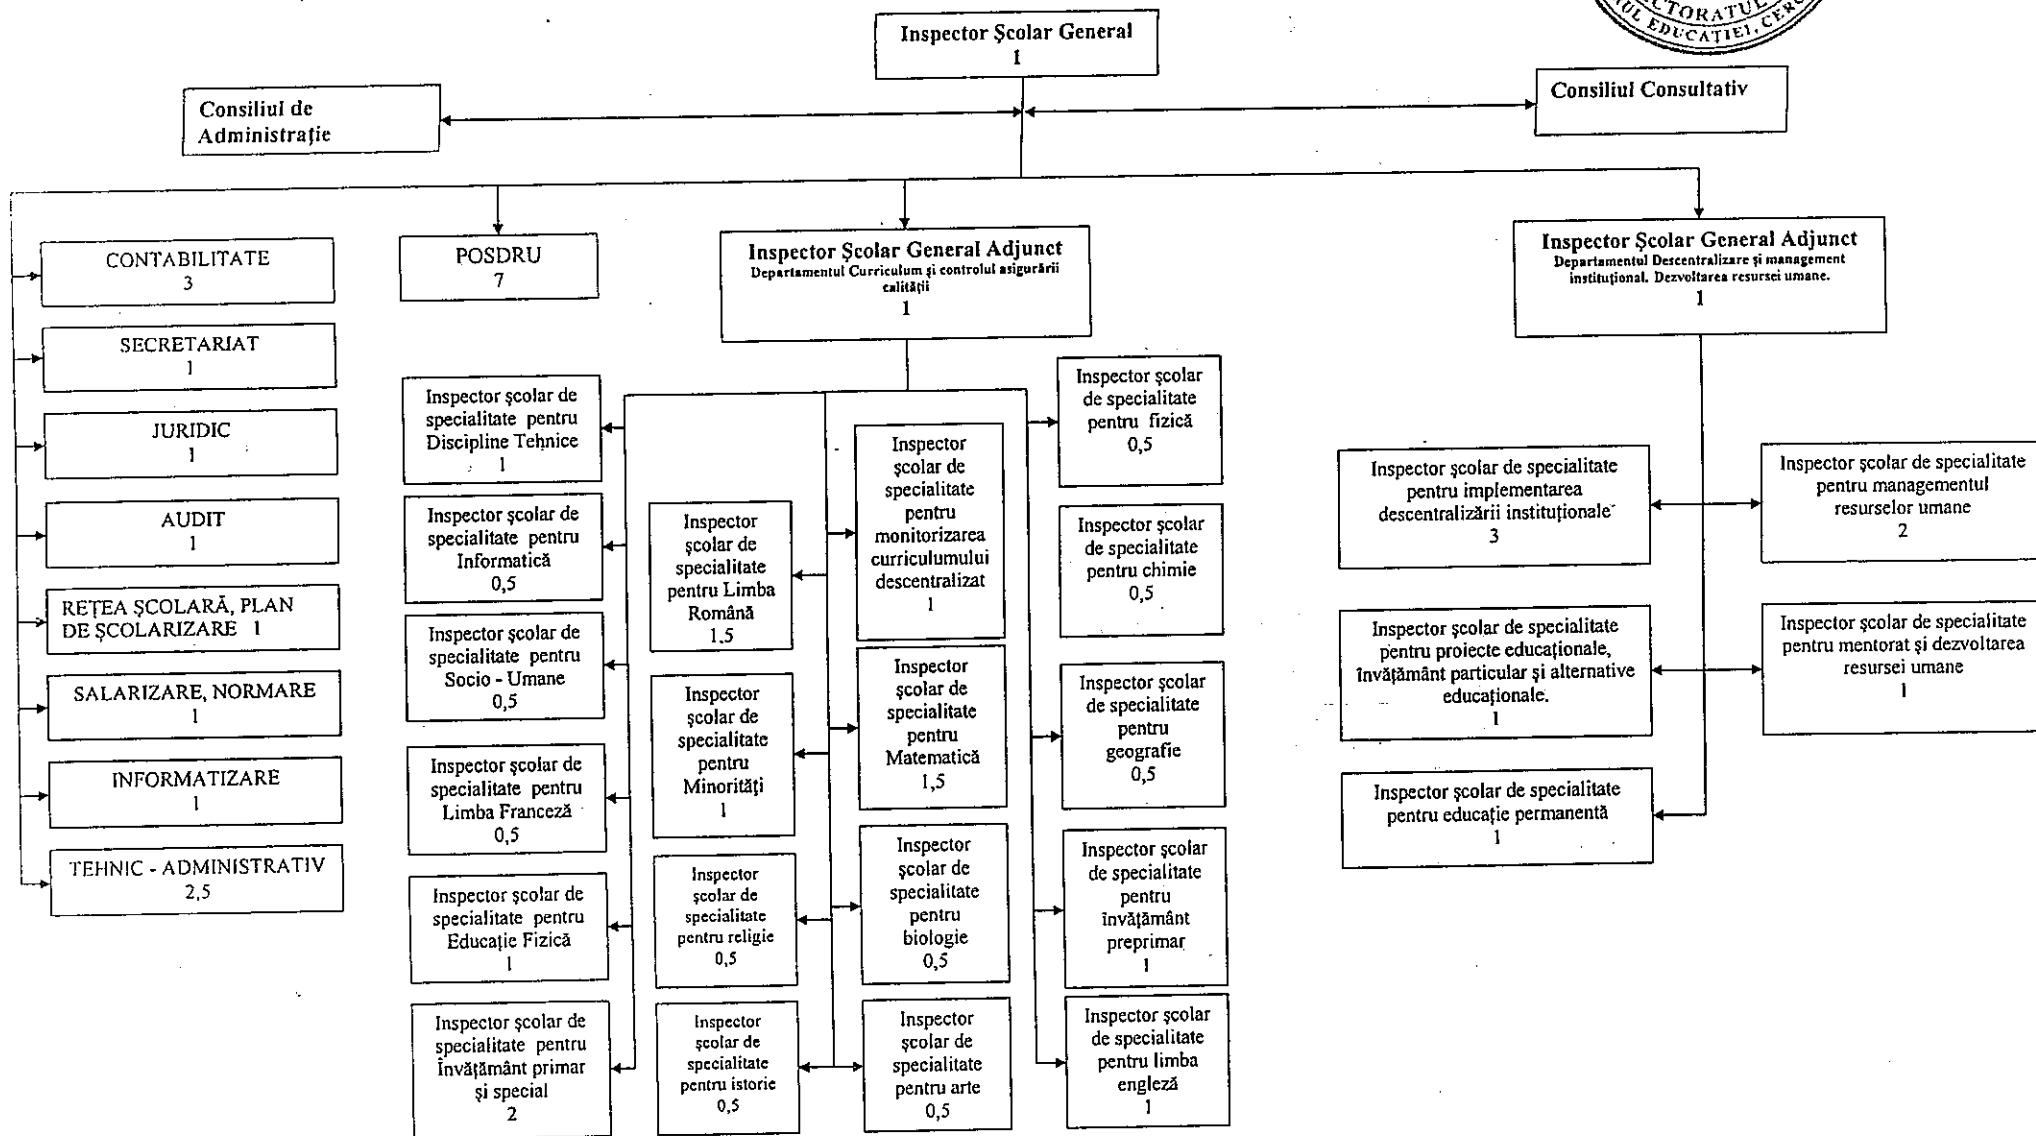 CTORATUL
UL EDUCAȚIEI, CERC
Inspector Școlar General
1
Consiliul de
Administrație
Consiliul Consultativ
CONTABILITATE
3
SECRETARIAT
1
JURIDIC
1
AUDIT
1
REȚEA ȘCOLARĂ, PLAN
DE ȘCOLARIZARE 1
SALARIZARE, NORMARE
1
INFORMATIZARE
1
TEHNIC - ADMINISTRATIV
2,5
POSDRU
7
Inspector Școlar General Adjunct
Departamentul Curriculum și controlul asigurării
calității
1
Inspector școlar de
specialitate pentru
Discipline Tehnice
1
Inspector școlar de
specialitate pentru
Informatică
0,5
Inspector școlar de
specialitate pentru
Socio - Umane
0,5
Inspector școlar de
specialitate pentru
Limba Franceză
0,5
Inspector școlar de
specialitate pentru
Educație Fizică
1
Inspector școlar de
specialitate pentru
Învățământ primar
și special
2
Inspector
școlar de
specialitate
pentru Limba
Română
1,5
Inspector
școlar de
specialitate
pentru
Minorități
1
Inspector
școlar de
specialitate
pentru religie
0,5
Inspector
școlar de
specialitate
pentru istorie
0,5
Inspector
școlar de
specialitate
pentru
monitorizarea
curriculumului
descentralizat
1
Inspector
școlar de
specialitate
pentru
Matematică
1,5
Inspector
școlar de
specialitate
pentru
biologie
0,5
Inspector
școlar de
specialitate
pentru arte
0,5
Inspector școlar
de specialitate
pentru fizică
0,5
Inspector școlar
de specialitate
pentru chimie
0,5
Inspector școlar
de specialitate
pentru
geografie
0,5
Inspector școlar
de specialitate
pentru
învățământ
preprimar
1
Inspector școlar
de specialitate
pentru limba
engleză
1
Inspector Școlar General Adjunct
Departamentul Descentralizare și management
instituțional. Dezvoltarea resursei umane.
1
Inspector școlar de specialitate
pentru implementarea
descentralizării instituționale
3
Inspector școlar de specialitate
pentru managementul
resurselor umane
2
Inspector școlar de specialitate
pentru proiecte educaționale,
învățământ particular și alternative
educaționale.
1
Inspector școlar de specialitate
pentru mentorat și dezvoltarea
resursei umane
1
Inspector școlar de specialitate
pentru educație permanentă
1